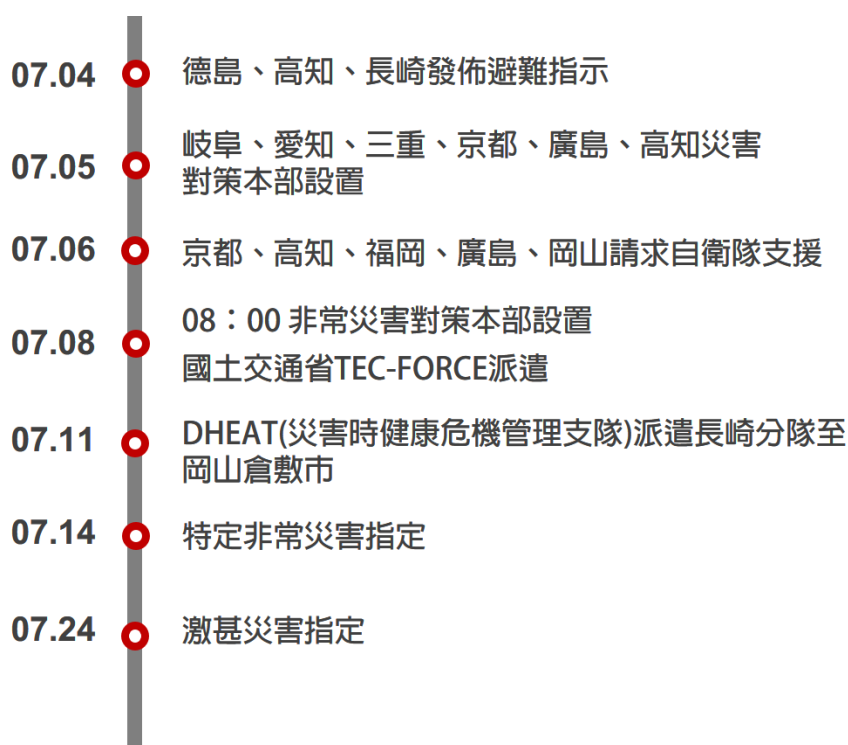 07.04 德島、高知、長崎發佈避難指示
07.05 岐阜、愛知、三重、京都、廣島、高知災害
對策本部設置
07.06 京都、高知、福岡、廣島、岡山請求自衛隊支援
07.08 08：00 非常災害對策本部設置
國土交通省TEC-FORCE派遣
07.11 DHEAT(災害時健康危機管理支隊)派遣長崎分隊至
岡山倉敷市
07.14 特定非常災害指定
07.24 激甚災害指定